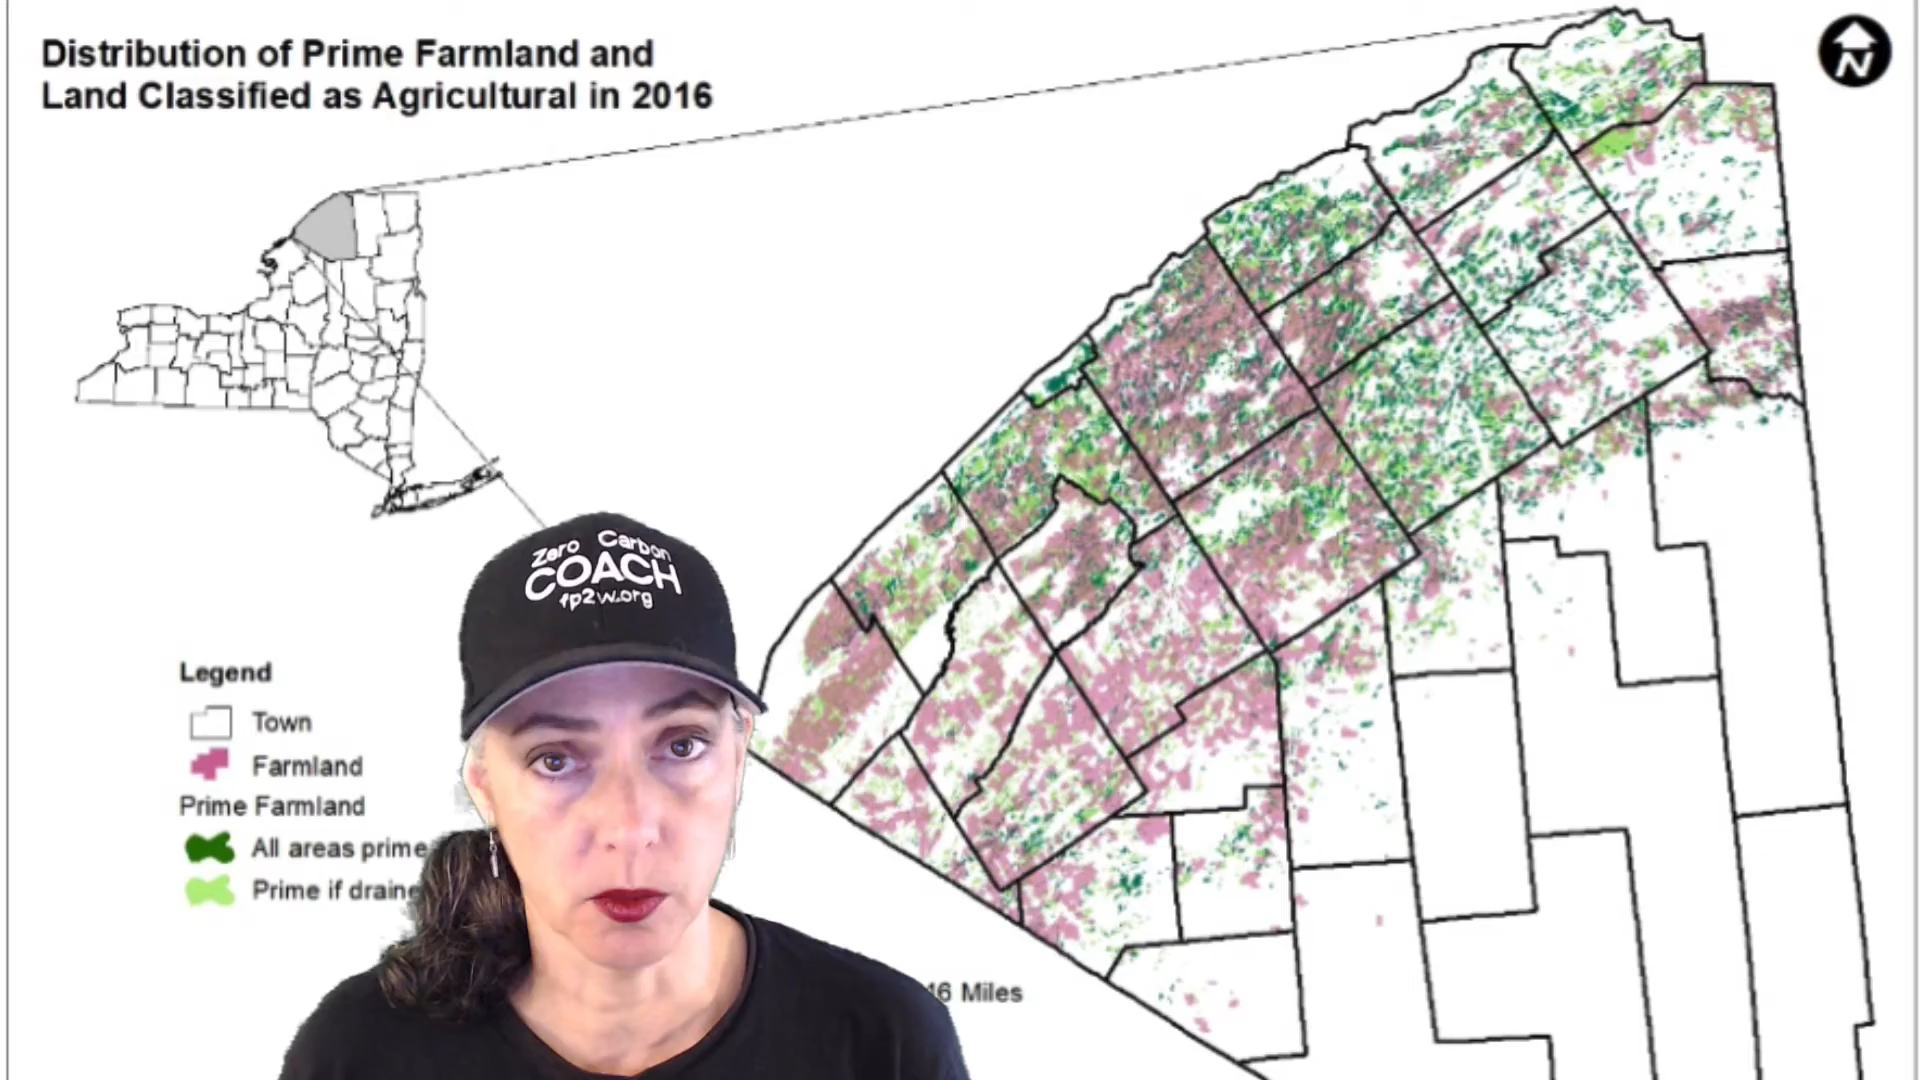 Distribution of Prime Farmland and
Land Classified as Agricultural in 2016
N
Zero Carbon
COACH
fp2w.org
Legend
Town
Farmland
Prime Farmland
All areas prime
Prime if draine
16 Miles